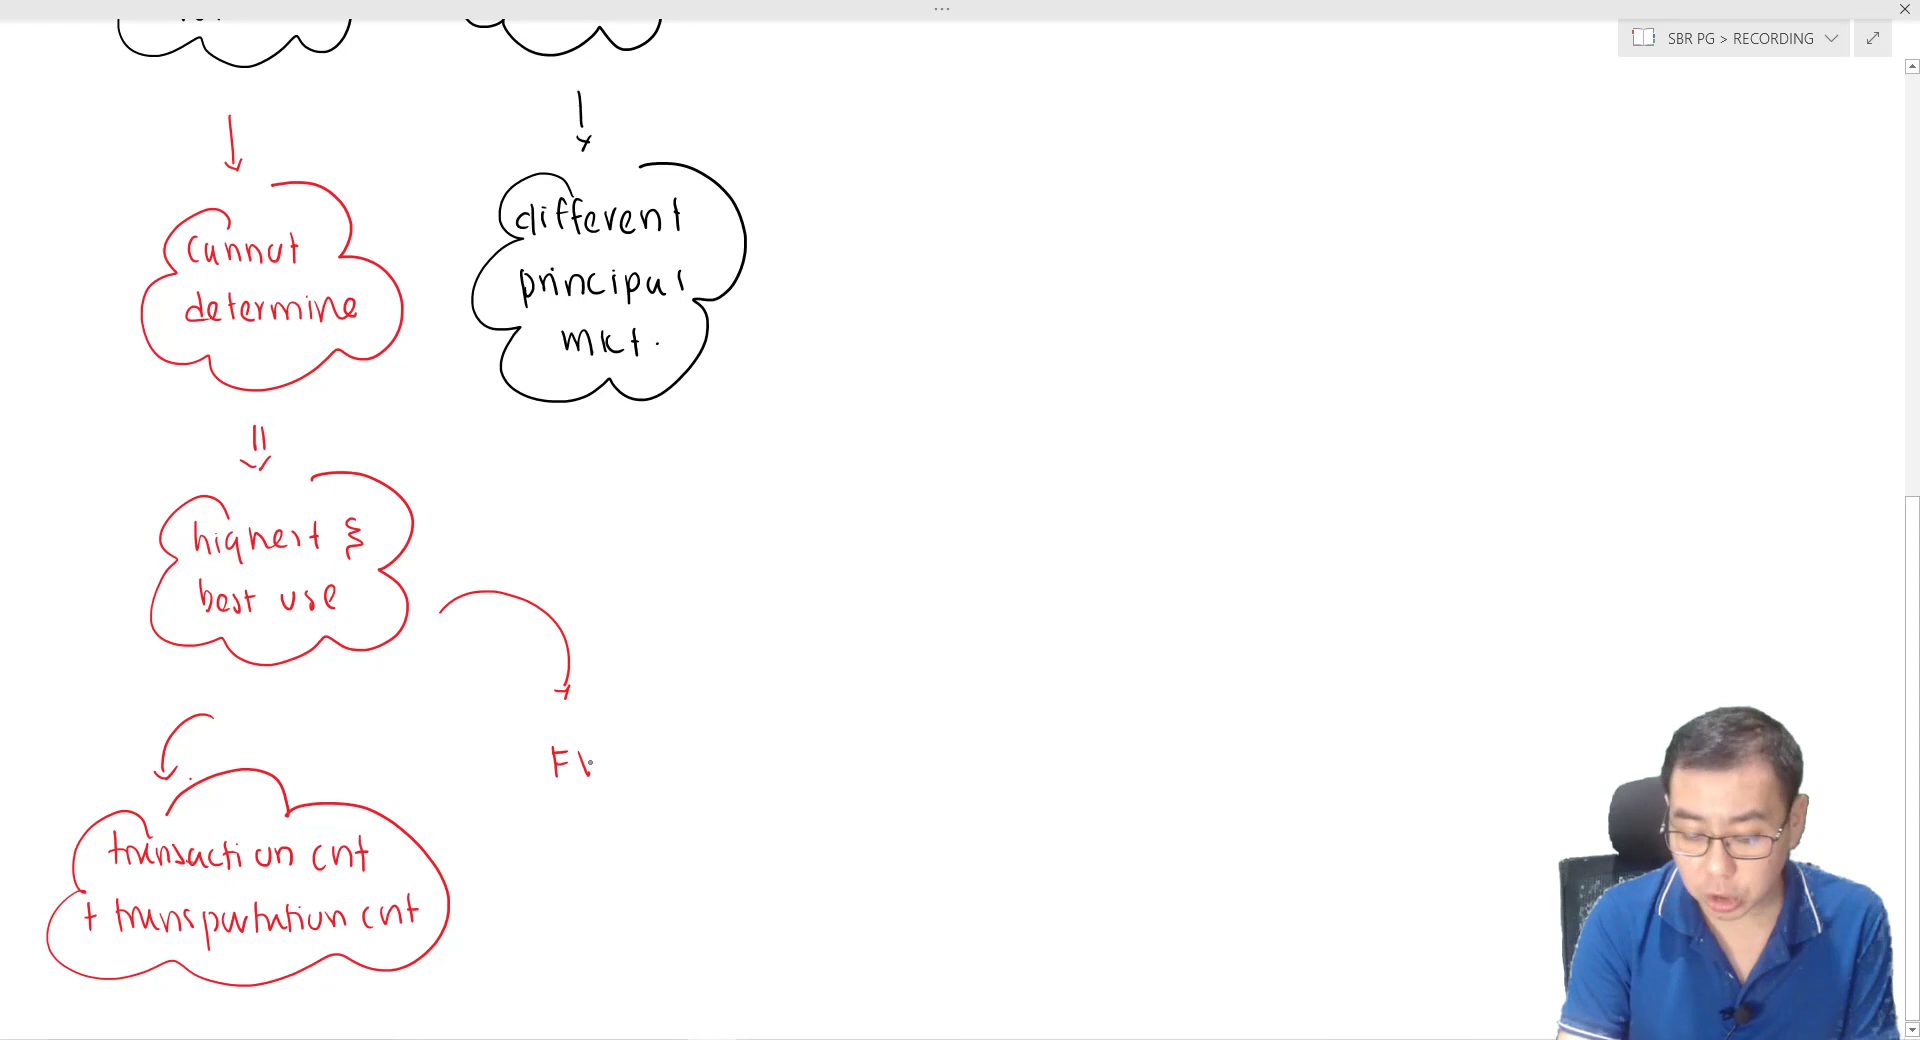 SBR PG > RECORDING
different
principal
mkt.
cannot
determine
highest &
best use
FV
transaction cost
+ transportation cost